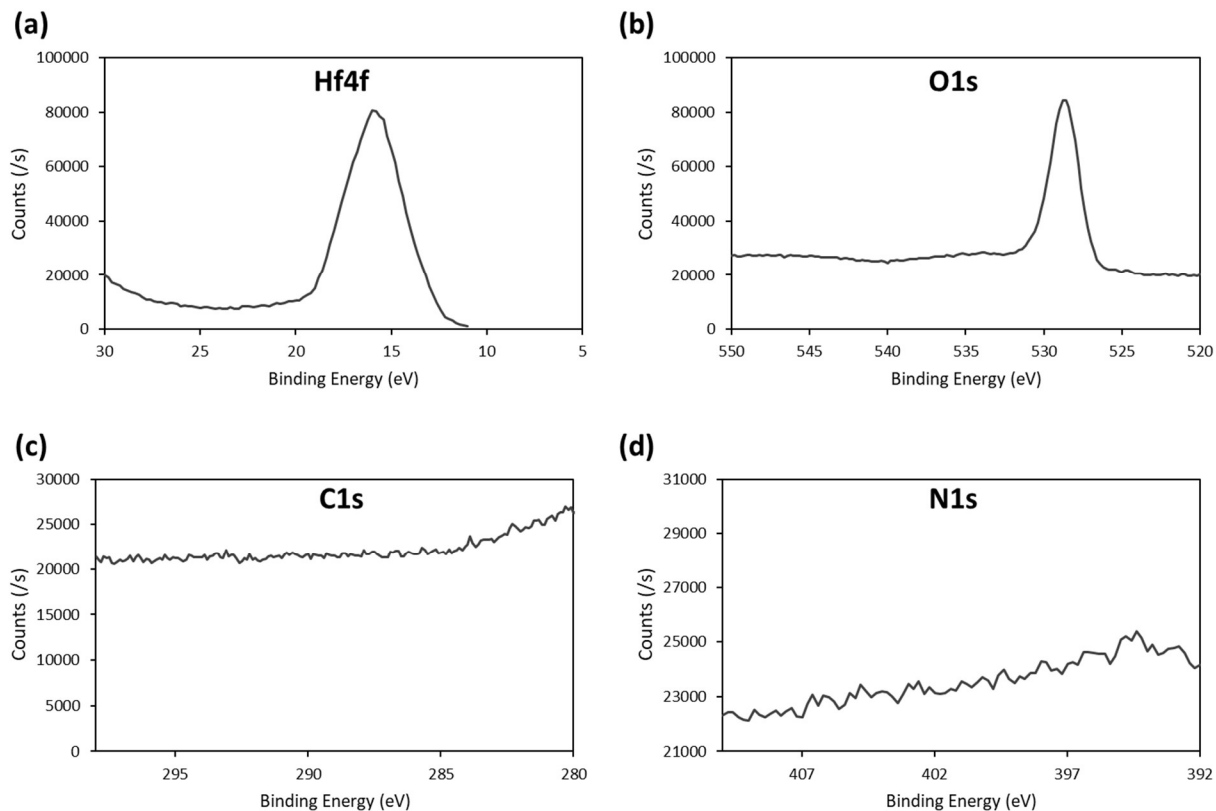 (a)
Hf4f
Counts (/s)
100000
80000
60000
40000
20000
0
30 25 20 15 10 5
Binding Energy (eV)
(b)
O1s
Counts (/s)
100000
80000
60000
40000
20000
0
550 545 540 535 530 525 520
Binding Energy (eV)
(c)
C1s
Counts (/s)
30000
25000
20000
15000
10000
5000
0
295 290 285 280
Binding Energy (eV)
(d)
N1s
Counts (/s)
31000
29000
27000
25000
23000
21000
407 402 397 392
Binding Energy (eV)